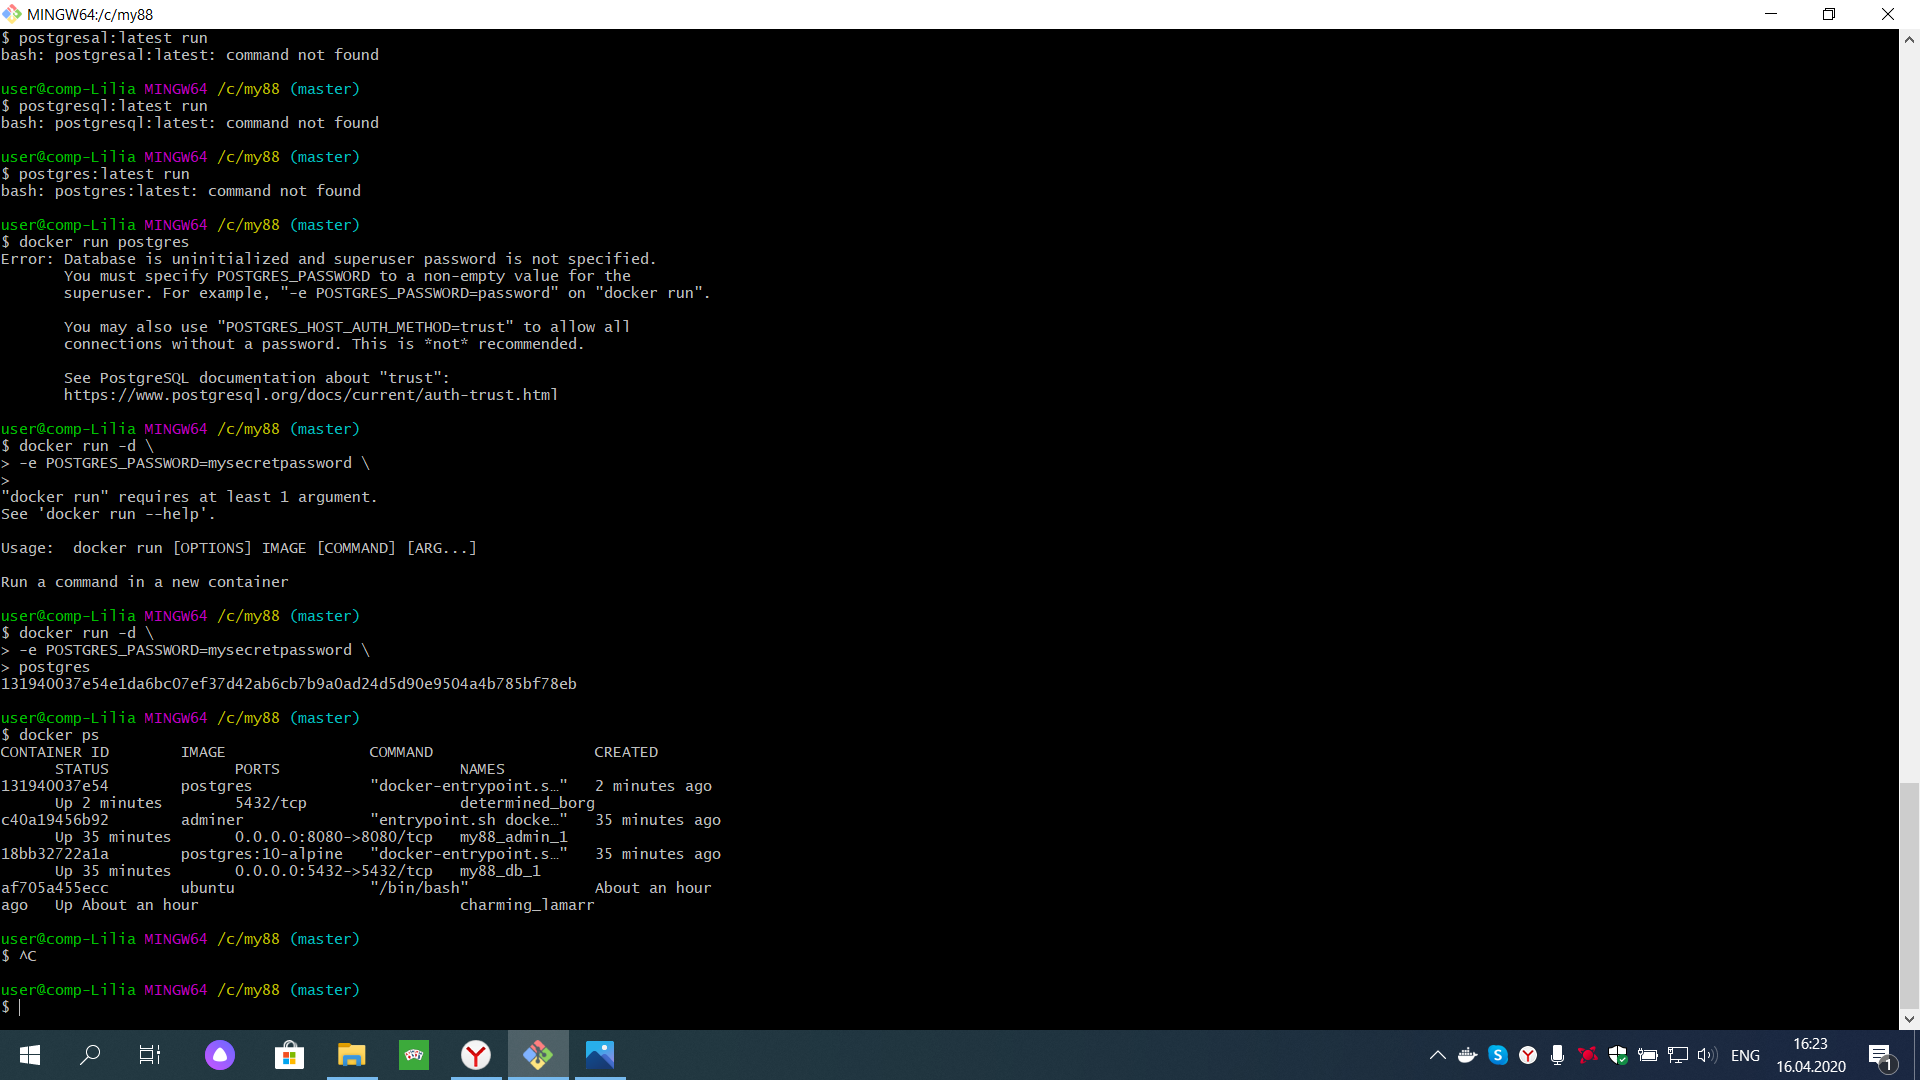 MINGW64:/c/my88
$ postgresal:latest run
bash: postgresal:latest: command not found
user@comp-Lilia MINGW64 /c/my88 (master)
$ postgresql:latest run
bash: postgresql:latest: command not found
user@comp-Lilia MINGW64 /c/my88 (master)
$ postgres:latest run
bash: postgres:latest: command not found
user@comp-Lilia MINGW64 /c/my88 (master)
$ docker run postgres
Error: Database is uninitialized and superuser password is not specified.
You must specify POSTGRES_PASSWORD to a non-empty value for the
superuser. For example, "-e POSTGRES_PASSWORD=password" on "docker run".
You may also use "POSTGRES_HOST_AUTH_METHOD=trust" to allow all
connections without a password. This is *not* recommended.
See PostgreSQL documentation about "trust":
https://www.postgresql.org/docs/current/auth-trust.html
user@comp-Lilia MINGW64 /c/my88 (master)
$ docker run -d \
> -e POSTGRES_PASSWORD=mysecretpassword \
>
"docker run" requires at least 1 argument.
See 'docker run --help'.
Usage:  docker run [OPTIONS] IMAGE [COMMAND] [ARG...]
Run a command in a new container
user@comp-Lilia MINGW64 /c/my88 (master)
$ docker run -d \
> -e POSTGRES_PASSWORD=mysecretpassword \
> postgres
131940037e54e1da6bc07ef37d42ab6cb7b9a0ad24d5d90e9504a4b785bf78eb
user@comp-Lilia MINGW64 /c/my88 (master)
$ docker ps
CONTAINER ID        IMAGE                COMMAND                  CREATED
STATUS              PORTS                    NAMES
131940037e54        postgres             "docker-entrypoint.s…"   2 minutes ago
Up 2 minutes        5432/tcp                 determined_borg
c40a19456b92        adminer              "entrypoint.sh docke…"   35 minutes ago
Up 35 minutes       0.0.0.0:8080->8080/tcp   my88_admin_1
18bb32722a1a        postgres:10-alpine   "docker-entrypoint.s…"   35 minutes ago
Up 35 minutes       0.0.0.0:5432->5432/tcp   my88_db_1
af705a455ecc        ubuntu               "/bin/bash"              About an hour
ago   Up About an hour                             charming_lamarr
user@comp-Lilia MINGW64 /c/my88 (master)
$ ^C
user@comp-Lilia MINGW64 /c/my88 (master)
$
ENG
16:23
16.04.2020
1